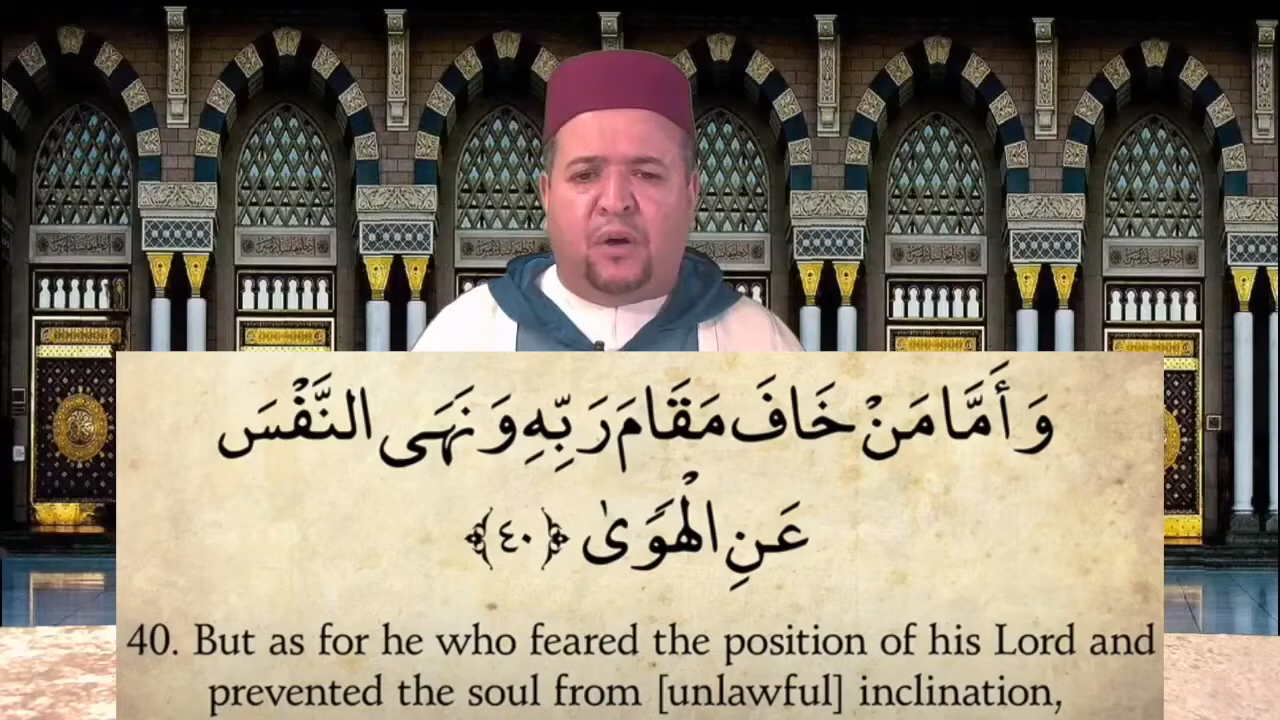 وَأَمَّا مَنْ خَافَ مَقَامَ رَبِّهِ وَنَهَى النَّفْسَ
عَنِ الْهَوَىٰ ﴿٤٠﴾
40. But as for he who feared the position of his Lord and
prevented the soul from [unlawful] inclination,